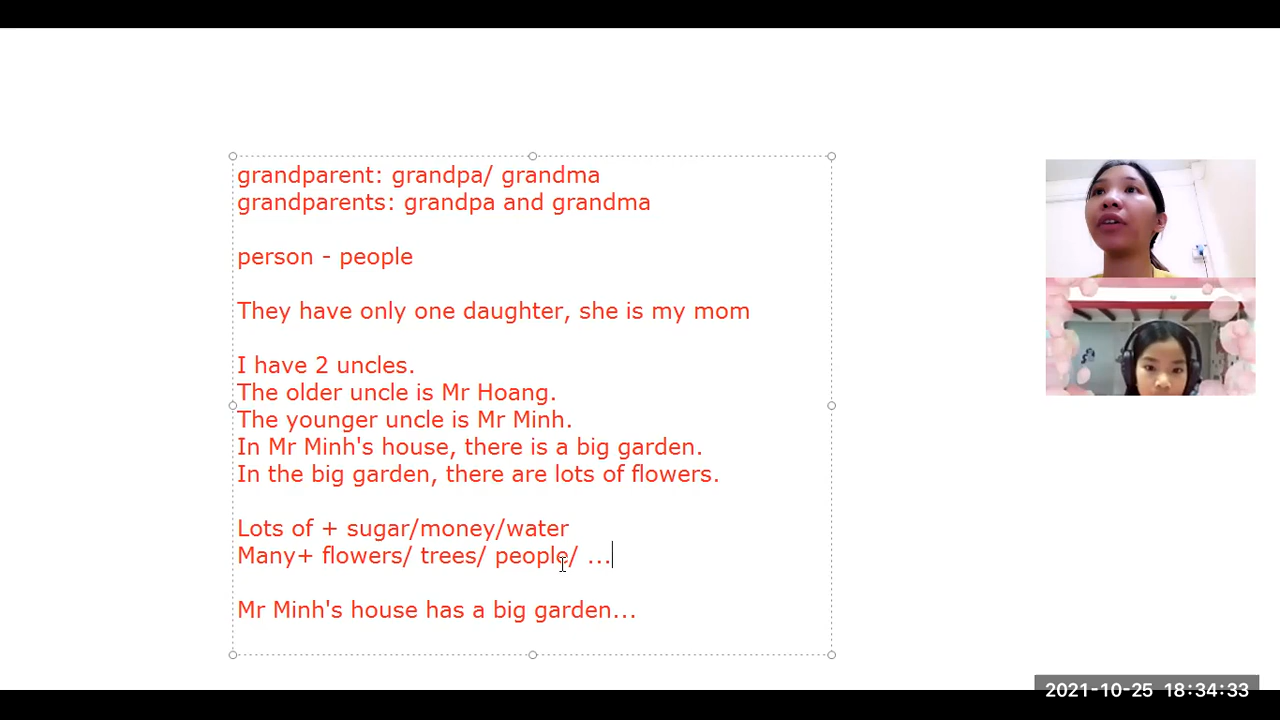 grandparent: grandpa/ grandma
grandparents: grandpa and grandma
person - people
They have only one daughter, she is my mom
I have 2 uncles.
The older uncle is Mr Hoang.
The younger uncle is Mr Minh.
In Mr Minh's house, there is a big garden.
In the big garden, there are lots of flowers.
Lots of + sugar/money/water
Many+ flowers/ trees/ people/ ...
Mr Minh's house has a big garden...
2021-10-25 18:34:33